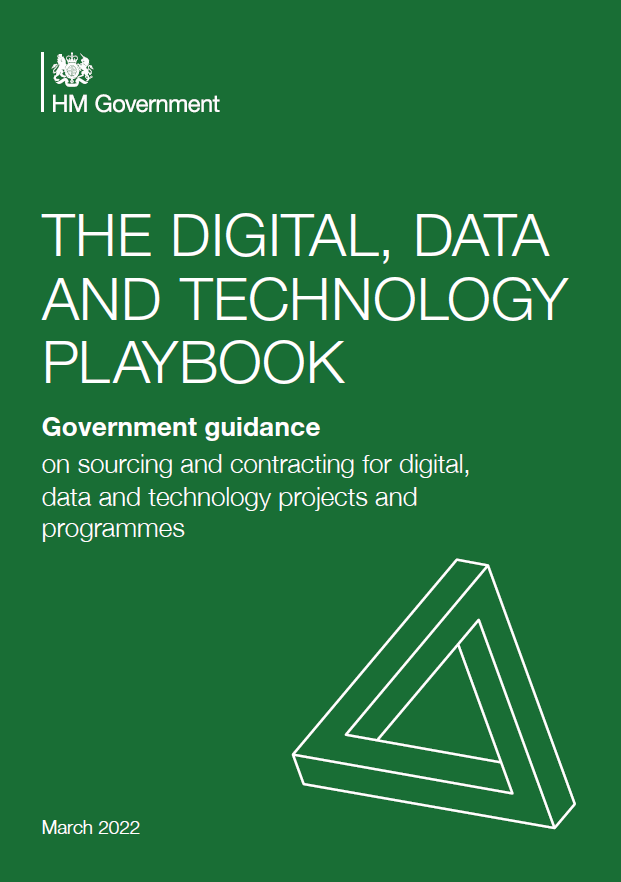 HM Government
THE DIGITAL, DATA
AND TECHNOLOGY
PLAYBOOK
Government guidance
on sourcing and contracting for digital,
data and technology projects and
programmes
March 2022